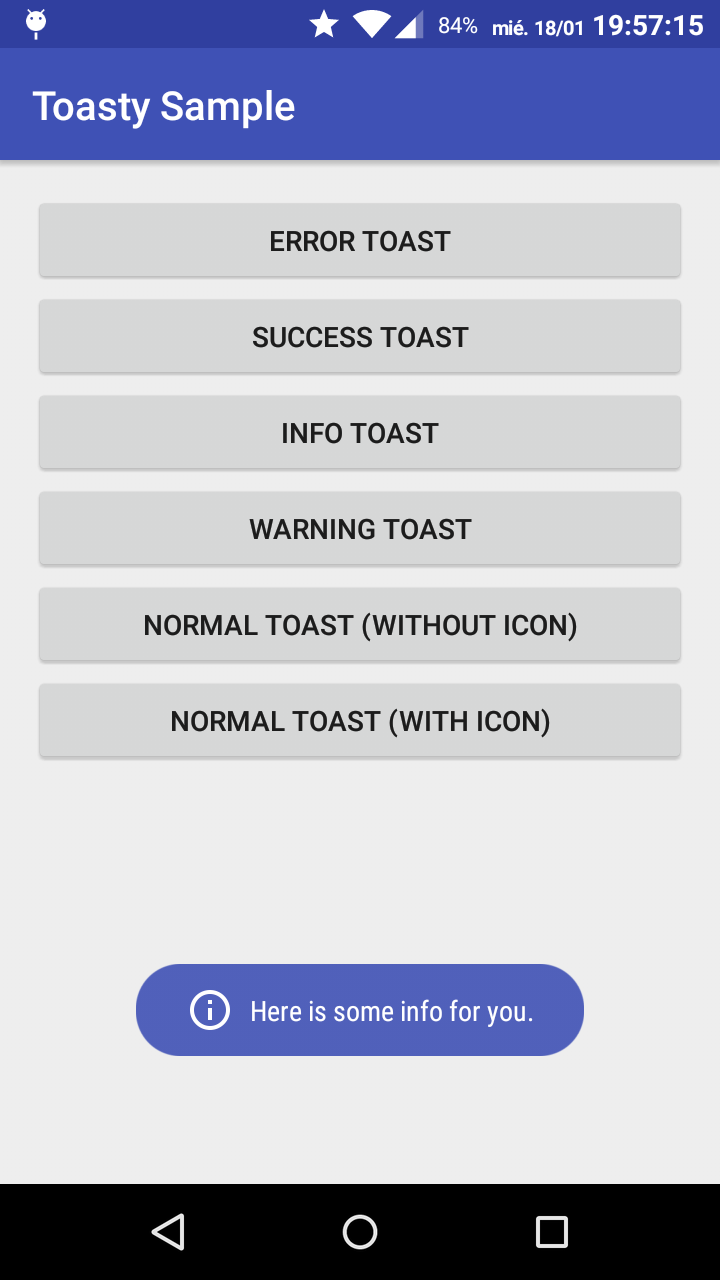 84% mié. 18/01 19:57:15
Toasty Sample
ERROR TOAST
SUCCESS TOAST
INFO TOAST
WARNING TOAST
NORMAL TOAST (WITHOUT ICON)
NORMAL TOAST (WITH ICON)
Here is some info for you.